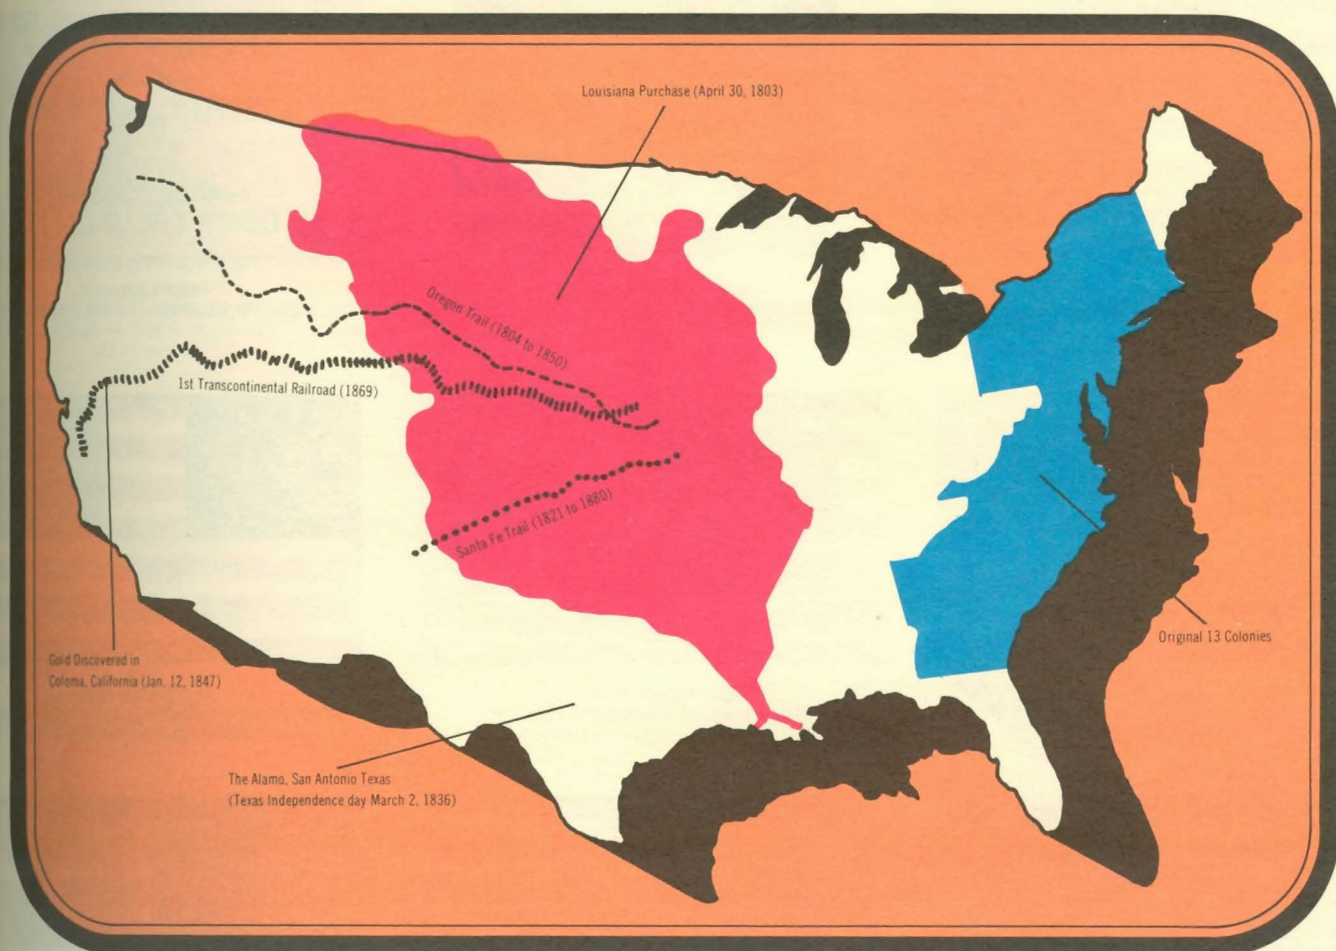 Louisiana Purchase (April 30, 1803)
Oregon Trail (1804 to 1850)
1st Transcontinental Railroad (1869)
Santa Fe Trail (1821 to 1880)
Original 13 Colonies
Gold Discovered in
Coloma, California (Jan. 12, 1847)
The Alamo, San Antonio Texas
(Texas Independence day March 2, 1836)